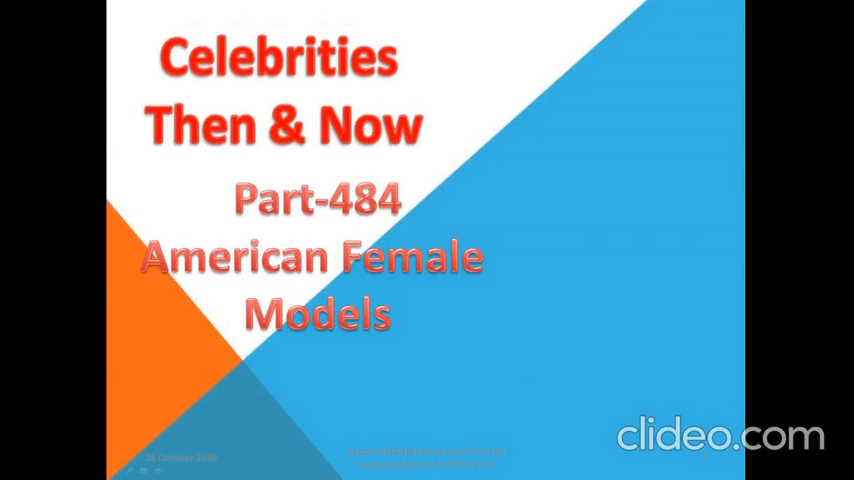 Celebrities
Then & Now
Part-484
American Female
Models
clideo.com
28 October 2020